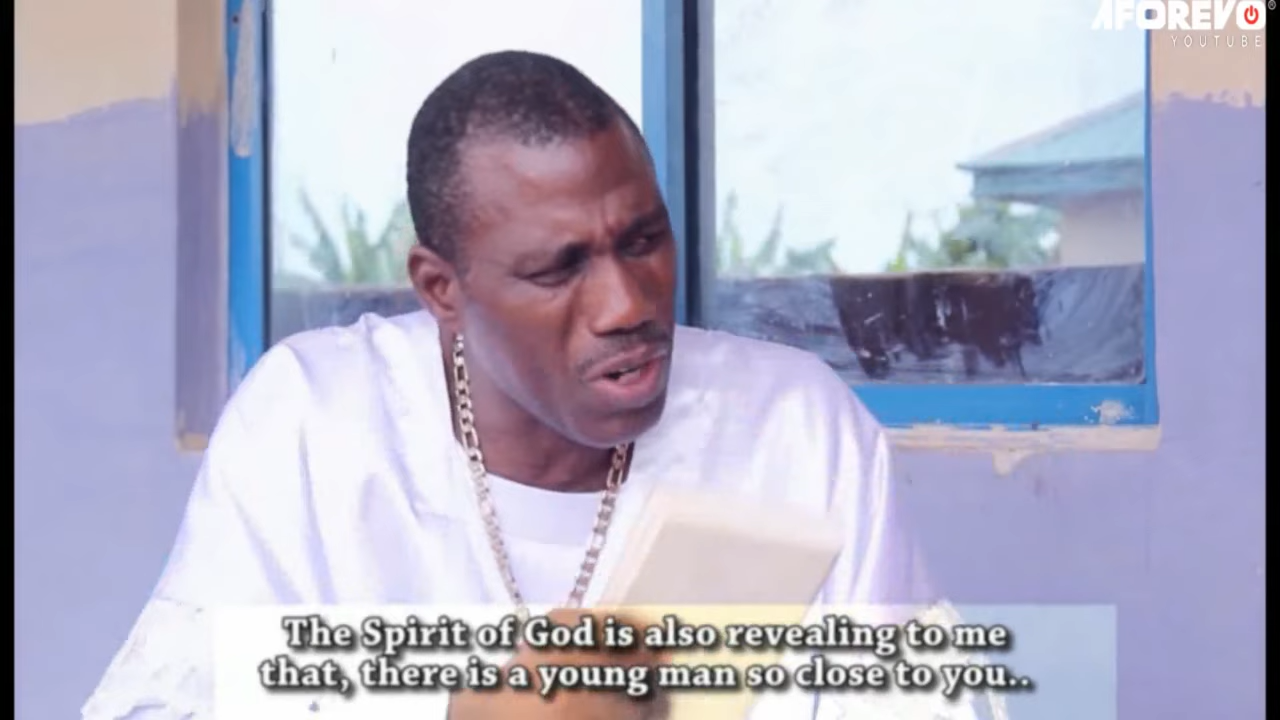 AFOREVO
YOUTUBE
The Spirit of God is also revealing to me
that, there is a young man so close to you..